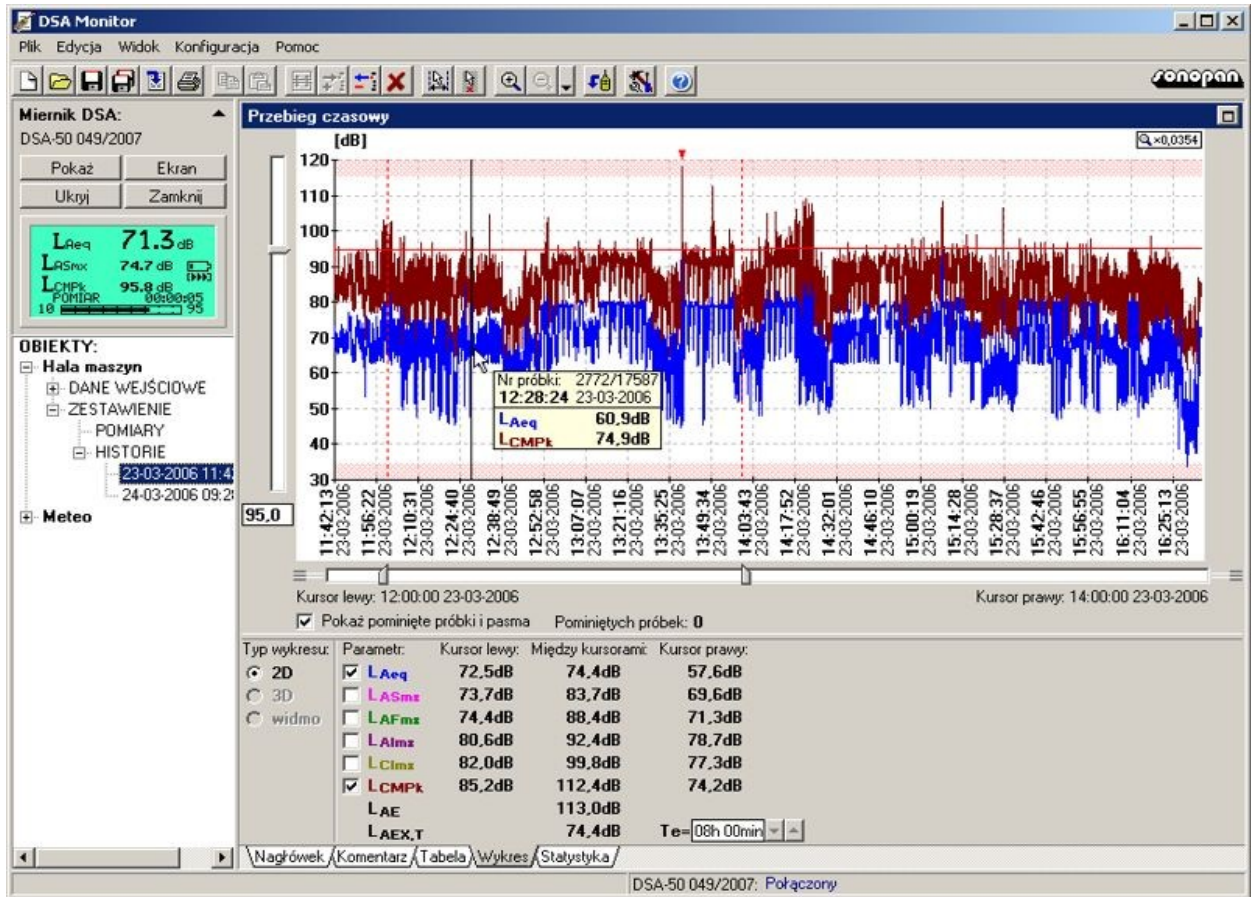 DSA Monitor
Plik Edycja Widok Konfiguracja Pomoc
sonopan
Miernik DSA:
DSA-50 049/2007
Pokaż Ekran
Ukryj Zamknij
LAeq 71.3 dB
LASmx 74.7 dB
LCMPk 95.8 dB
POMIAR 00:00:05
10 95
OBIEKTY:
Hala maszyn
DANE WEJŚCIOWE
ZESTAWIENIE
POMIARY
HISTORIE
23-03-2006 11:4
24-03-2006 09:2
Meteo
Przebieg czasowy
[dB]
×0,0354
120
110
100
90
80
70
60
50
40
30
Nr próbki: 2772/17587
12:28:24 23-03-2006
LAeq 60,9dB
LCMPk 74,9dB
95,0
11:42:13 23-03-2006
11:56:22 23-03-2006
12:10:31 23-03-2006
12:24:40 23-03-2006
12:38:49 23-03-2006
12:52:58 23-03-2006
13:07:07 23-03-2006
13:21:16 23-03-2006
13:35:25 23-03-2006
13:49:34 23-03-2006
14:03:43 23-03-2006
14:17:52 23-03-2006
14:32:01 23-03-2006
14:46:10 23-03-2006
15:00:19 23-03-2006
15:14:28 23-03-2006
15:28:37 23-03-2006
15:42:46 23-03-2006
15:56:55 23-03-2006
16:11:04 23-03-2006
16:25:13 23-03-2006
Kursor lewy: 12:00:00 23-03-2006 Kursor prawy: 14:00:00 23-03-2006
Pokaż pominięte próbki i pasma Pominiętych próbek: 0
Typ wykresu: Parametr: Kursor lewy: Między kursorami: Kursor prawy:
2D LAeq 72,5dB 74,4dB 57,6dB
3D LASmx 73,7dB 83,7dB 69,6dB
widmo LAFmx 74,4dB 88,4dB 71,3dB
LAImx 80,6dB 92,4dB 78,7dB
LCImx 82,0dB 99,8dB 77,3dB
LCMPk 85,2dB 112,4dB 74,2dB
LAE 113,0dB
LAEX,T 74,4dB Te= 08h 00min
Nagłówek Komentarz Tabela Wykres Statystyka
DSA-50 049/2007: Połączony